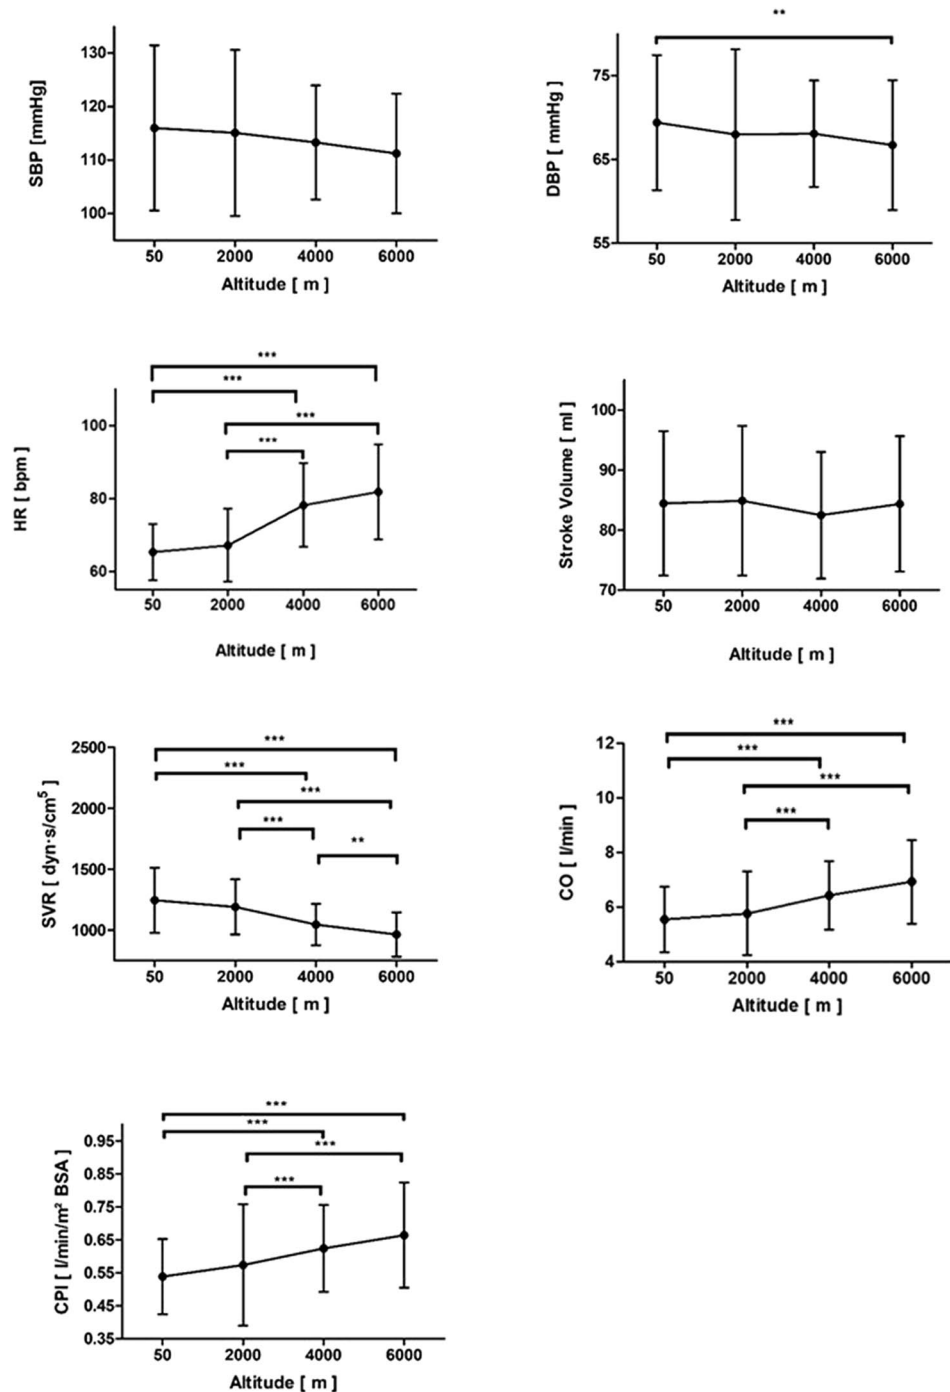 SBP [mmHg]
130
120
110
100
50 2000 4000 6000
Altitude [ m ]
**
DBP [ mmHg ]
75
65
55
50 2000 4000 6000
Altitude [ m ]
***
***
***
***
HR [ bpm ]
100
80
60
50 2000 4000 6000
Altitude [ m ]
Stroke Volume [ ml ]
100
90
80
70
50 2000 4000 6000
Altitude [ m ]
***
***
***
***
**
SVR [ dyn·s/cm⁵ ]
2500
2000
1500
1000
50 2000 4000 6000
Altitude [ m ]
***
***
***
***
CO [ l/min ]
12
10
8
6
4
50 2000 4000 6000
Altitude [ m ]
***
***
***
***
CPI [ l/min/m² BSA ]
0.95
0.85
0.75
0.65
0.55
0.45
0.35
50 2000 4000 6000
Altitude [ m ]